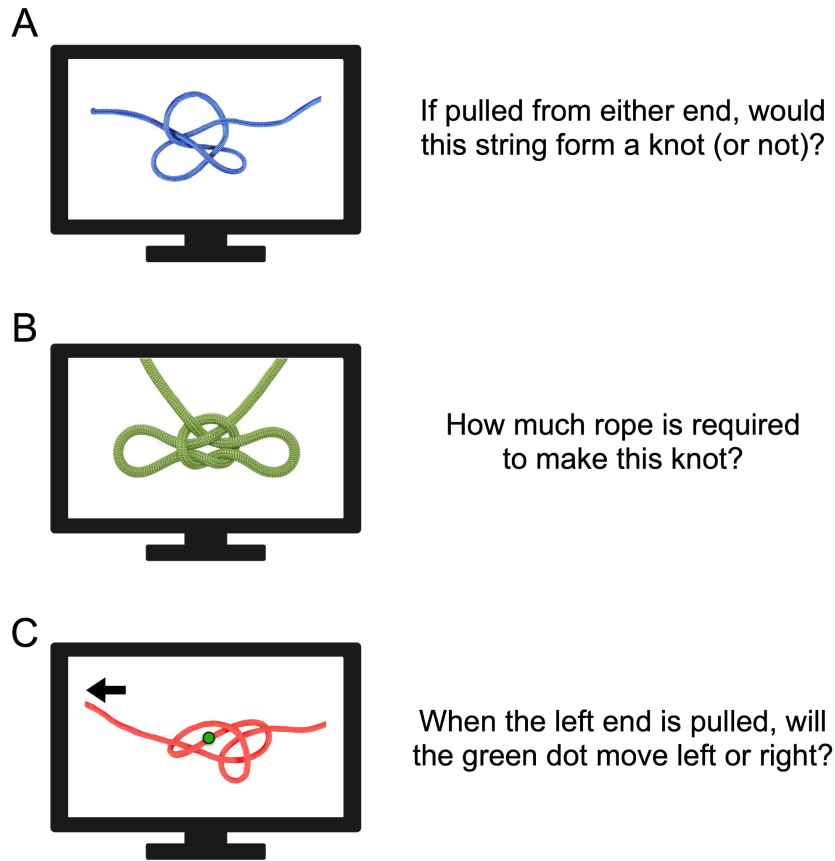 A
If pulled from either end, would
this string form a knot (or not)?
B
How much rope is required
to make this knot?
C
When the left end is pulled, will
the green dot move left or right?